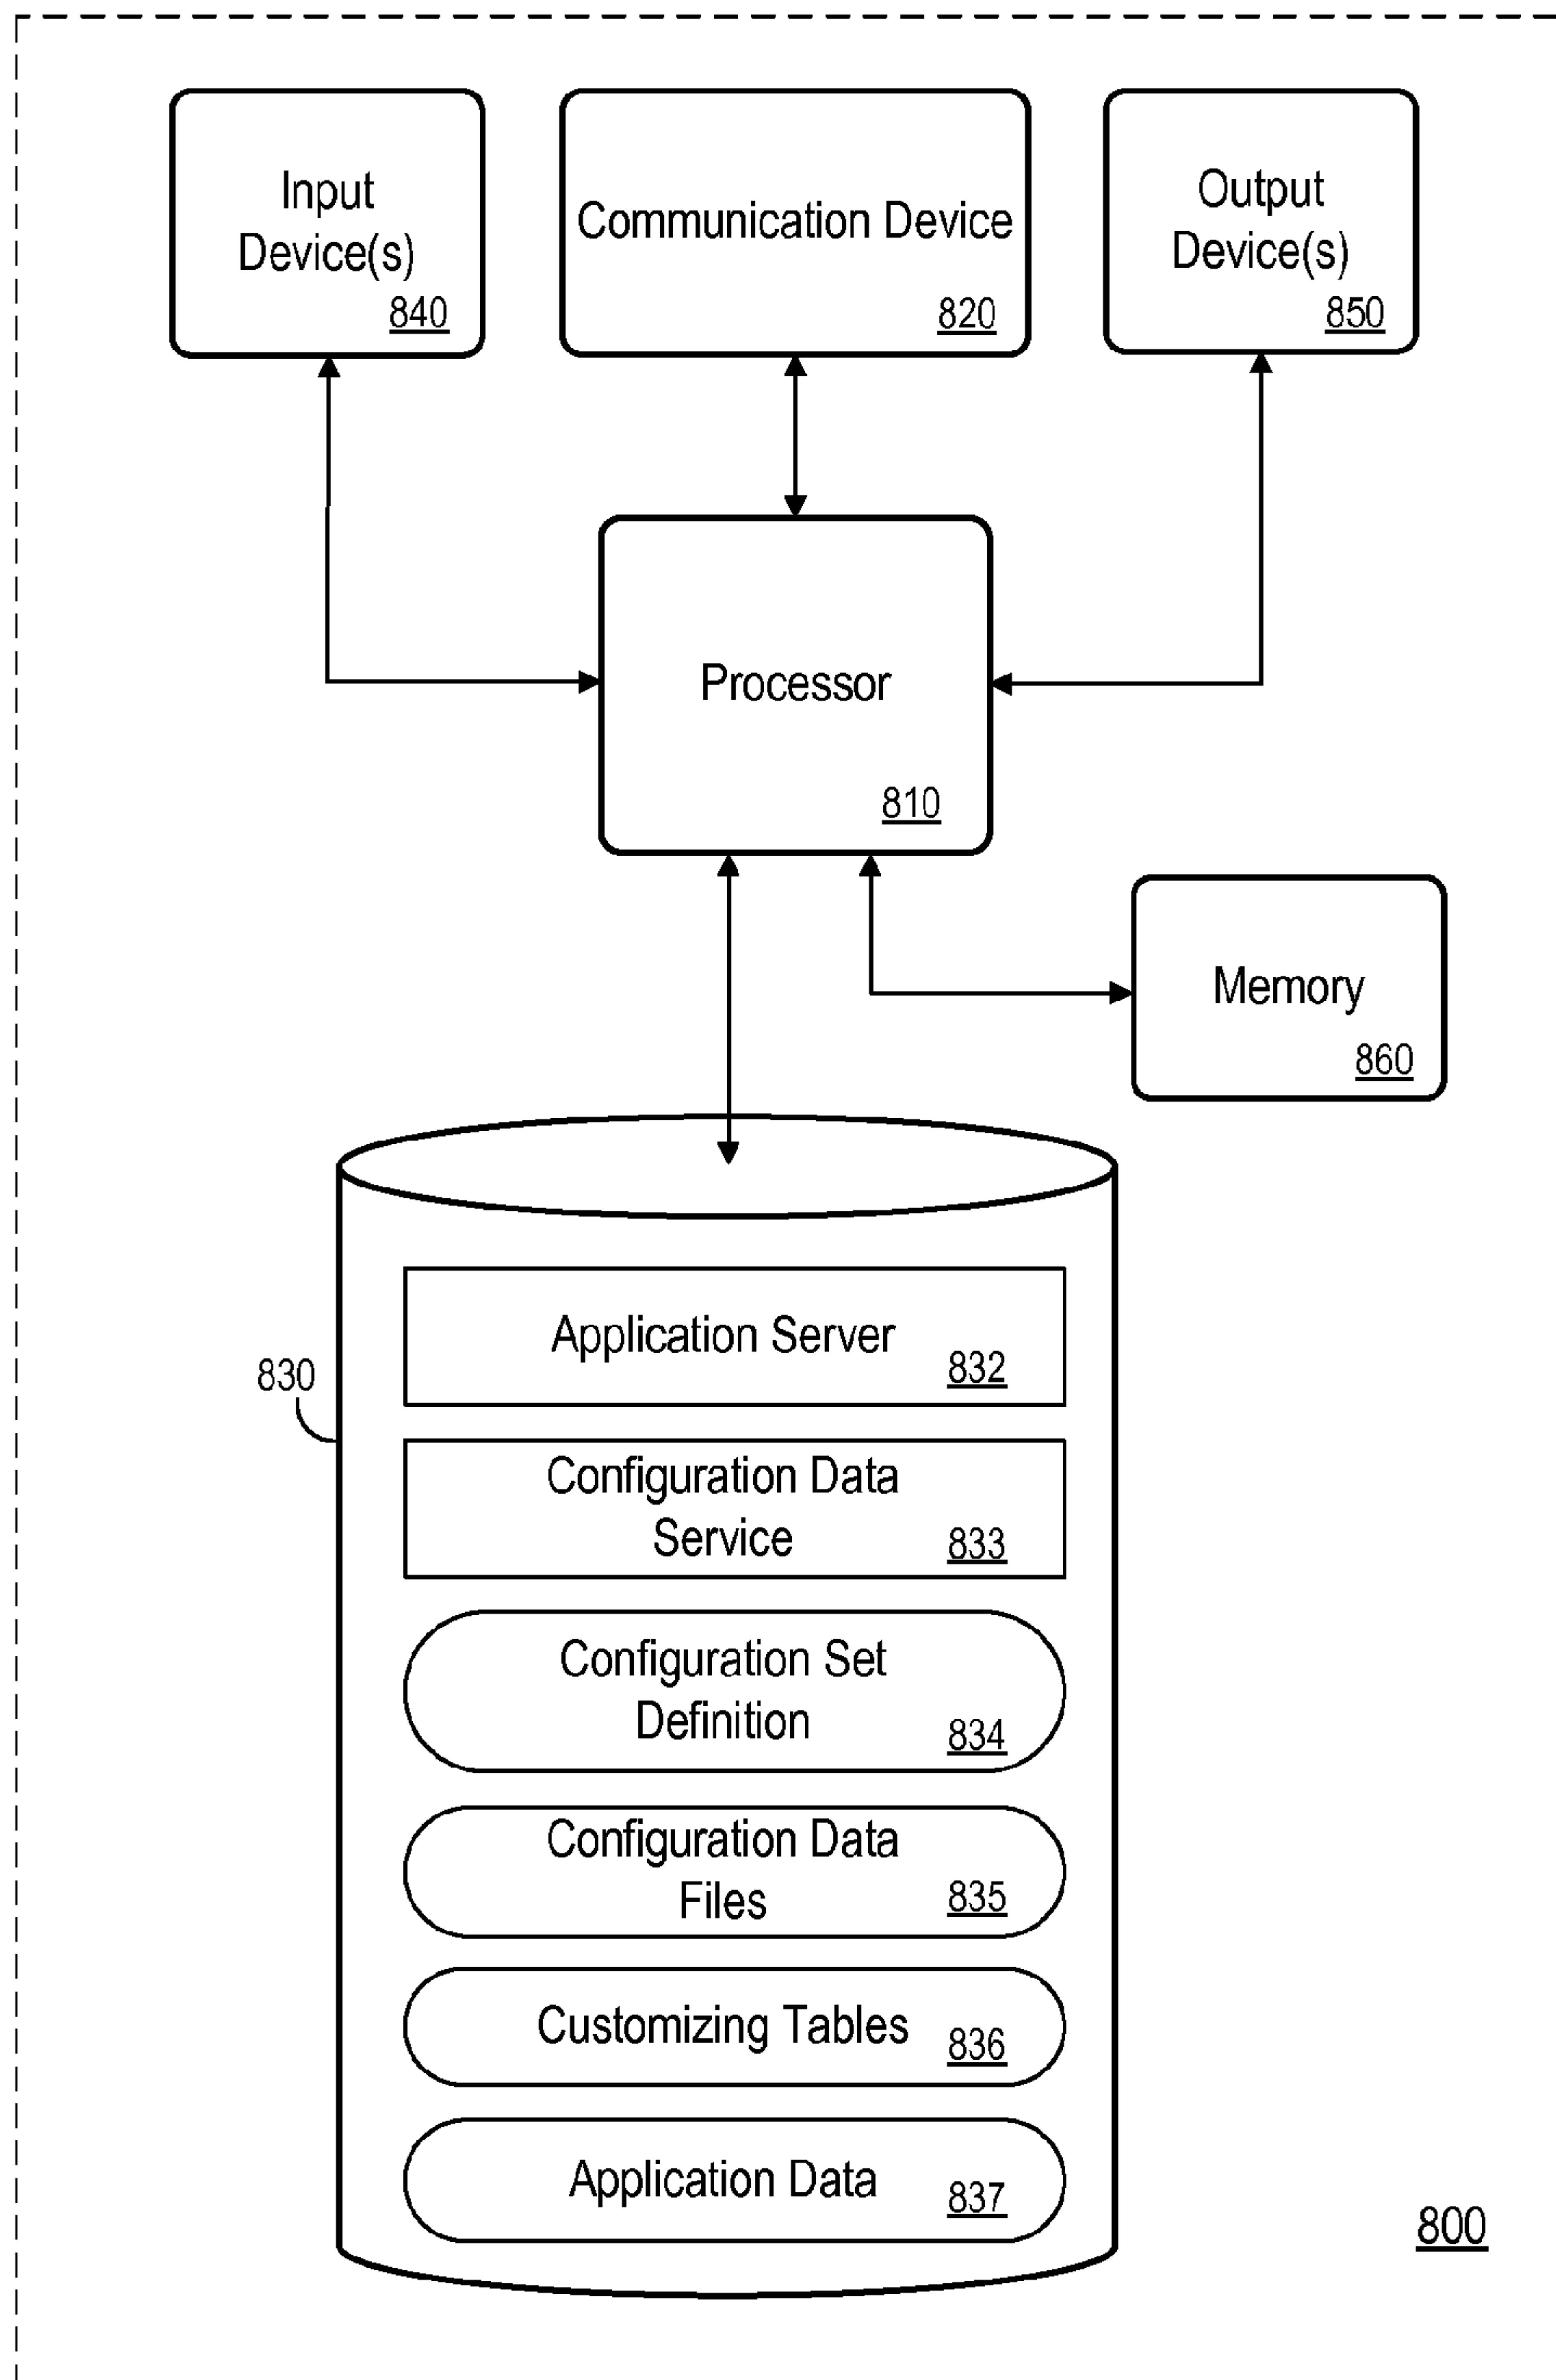 Input
Device(s)
840
Communication Device
820
Output
Device(s)
850
Processor
810
Memory
860
830
Application Server
832
Configuration Data
Service
833
Configuration Set
Definition
834
Configuration Data
Files
835
Customizing Tables
836
Application Data
837
800